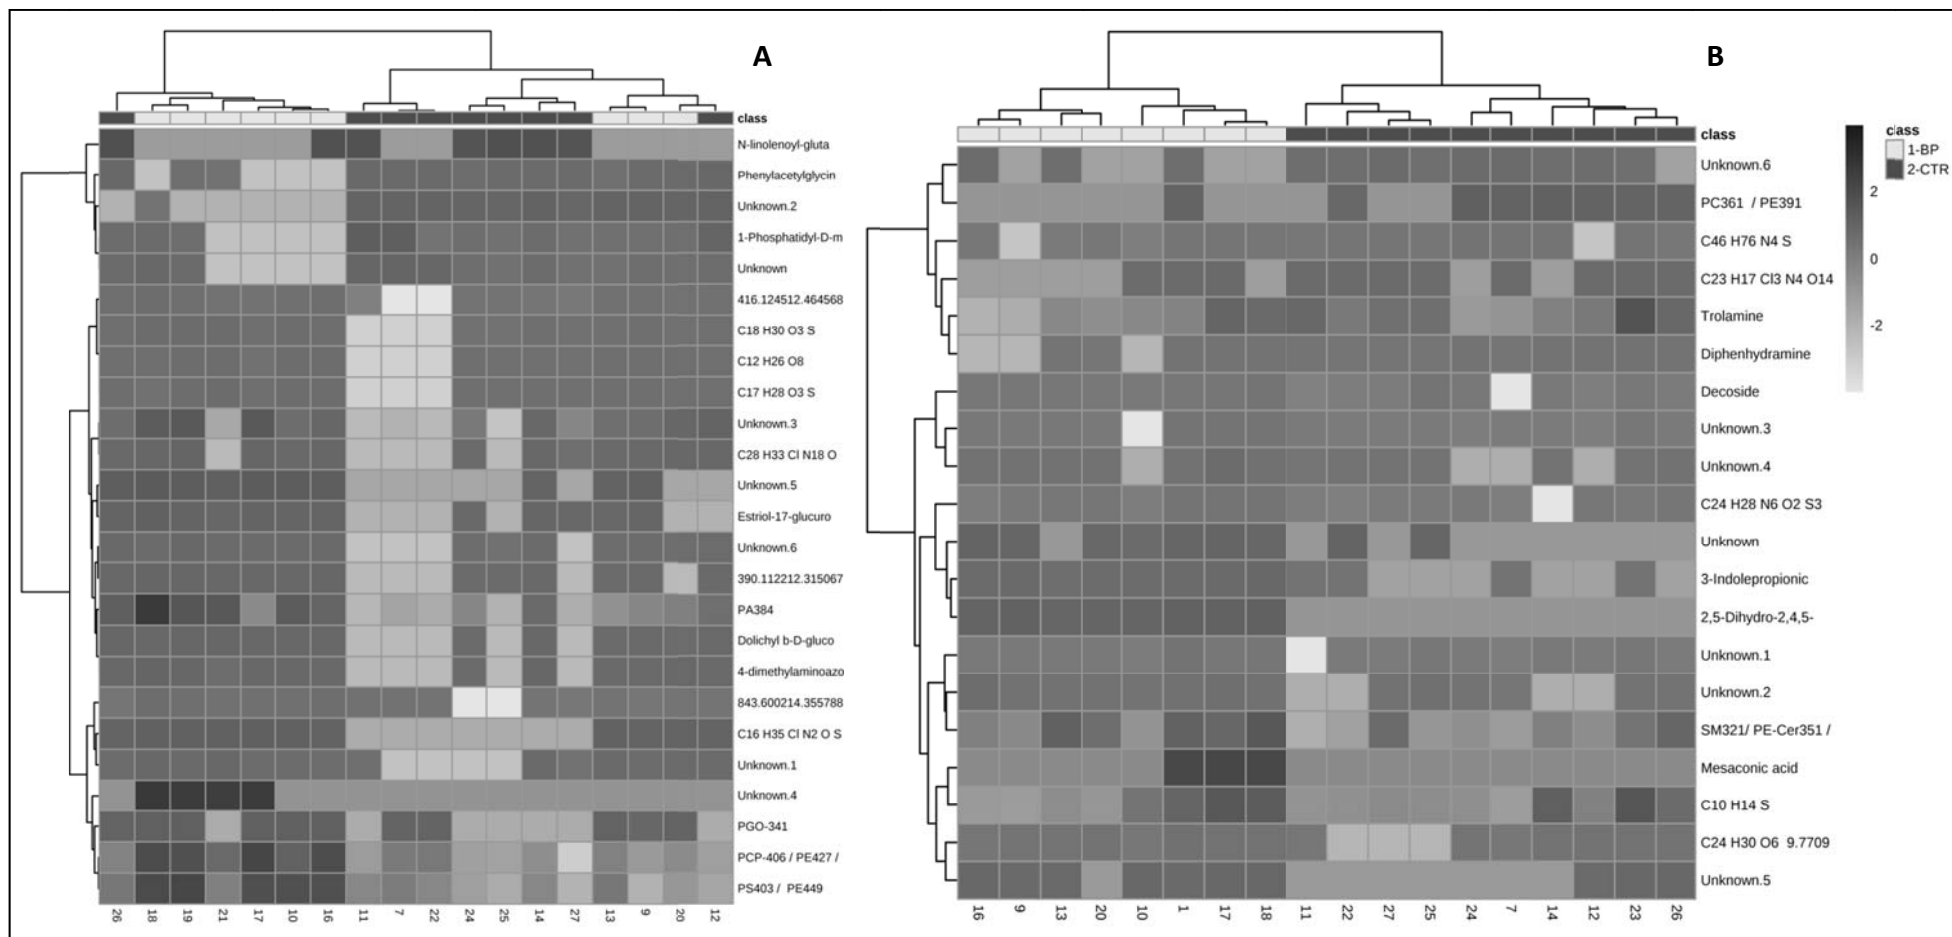 A
class
N-linolenoyl-gluta
Phenylacetylglycin
Unknown.2
1-Phosphatidyl-D-m
Unknown
416.124512.464568
C18 H30 O3 S
C12 H26 O8
C17 H28 O3 S
Unknown.3
C28 H33 Cl N18 O
Unknown.5
Estriol-17-glucuro
Unknown.6
390.112212.315067
PA384
Dolichyl b-D-gluco
4-dimethylaminoazo
843.600214.355788
C16 H35 Cl N2 O S
Unknown.1
Unknown.4
PGO-341
PCP-406 / PE427 /
PS403 /  PE449
26 18 19 21 17 10 16 11 7 22 24 25 14 27 13 9 20 12
B
class
Unknown.6
PC361  / PE391
C46 H76 N4 S
C23 H17 Cl3 N4 O14
Trolamine
Diphenhydramine
Decoside
Unknown.3
Unknown.4
C24 H28 N6 O2 S3
Unknown
3-Indolepropionic
2,5-Dihydro-2,4,5-
Unknown.1
Unknown.2
SM321/ PE-Cer351 /
Mesaconic acid
C10 H14 S
C24 H30 O6  9.7709
Unknown.5
16 9 13 20 10 1 17 18 11 22 27 25 24 7 14 12 23 26
class
1-BP
2-CTR
2
0
-2